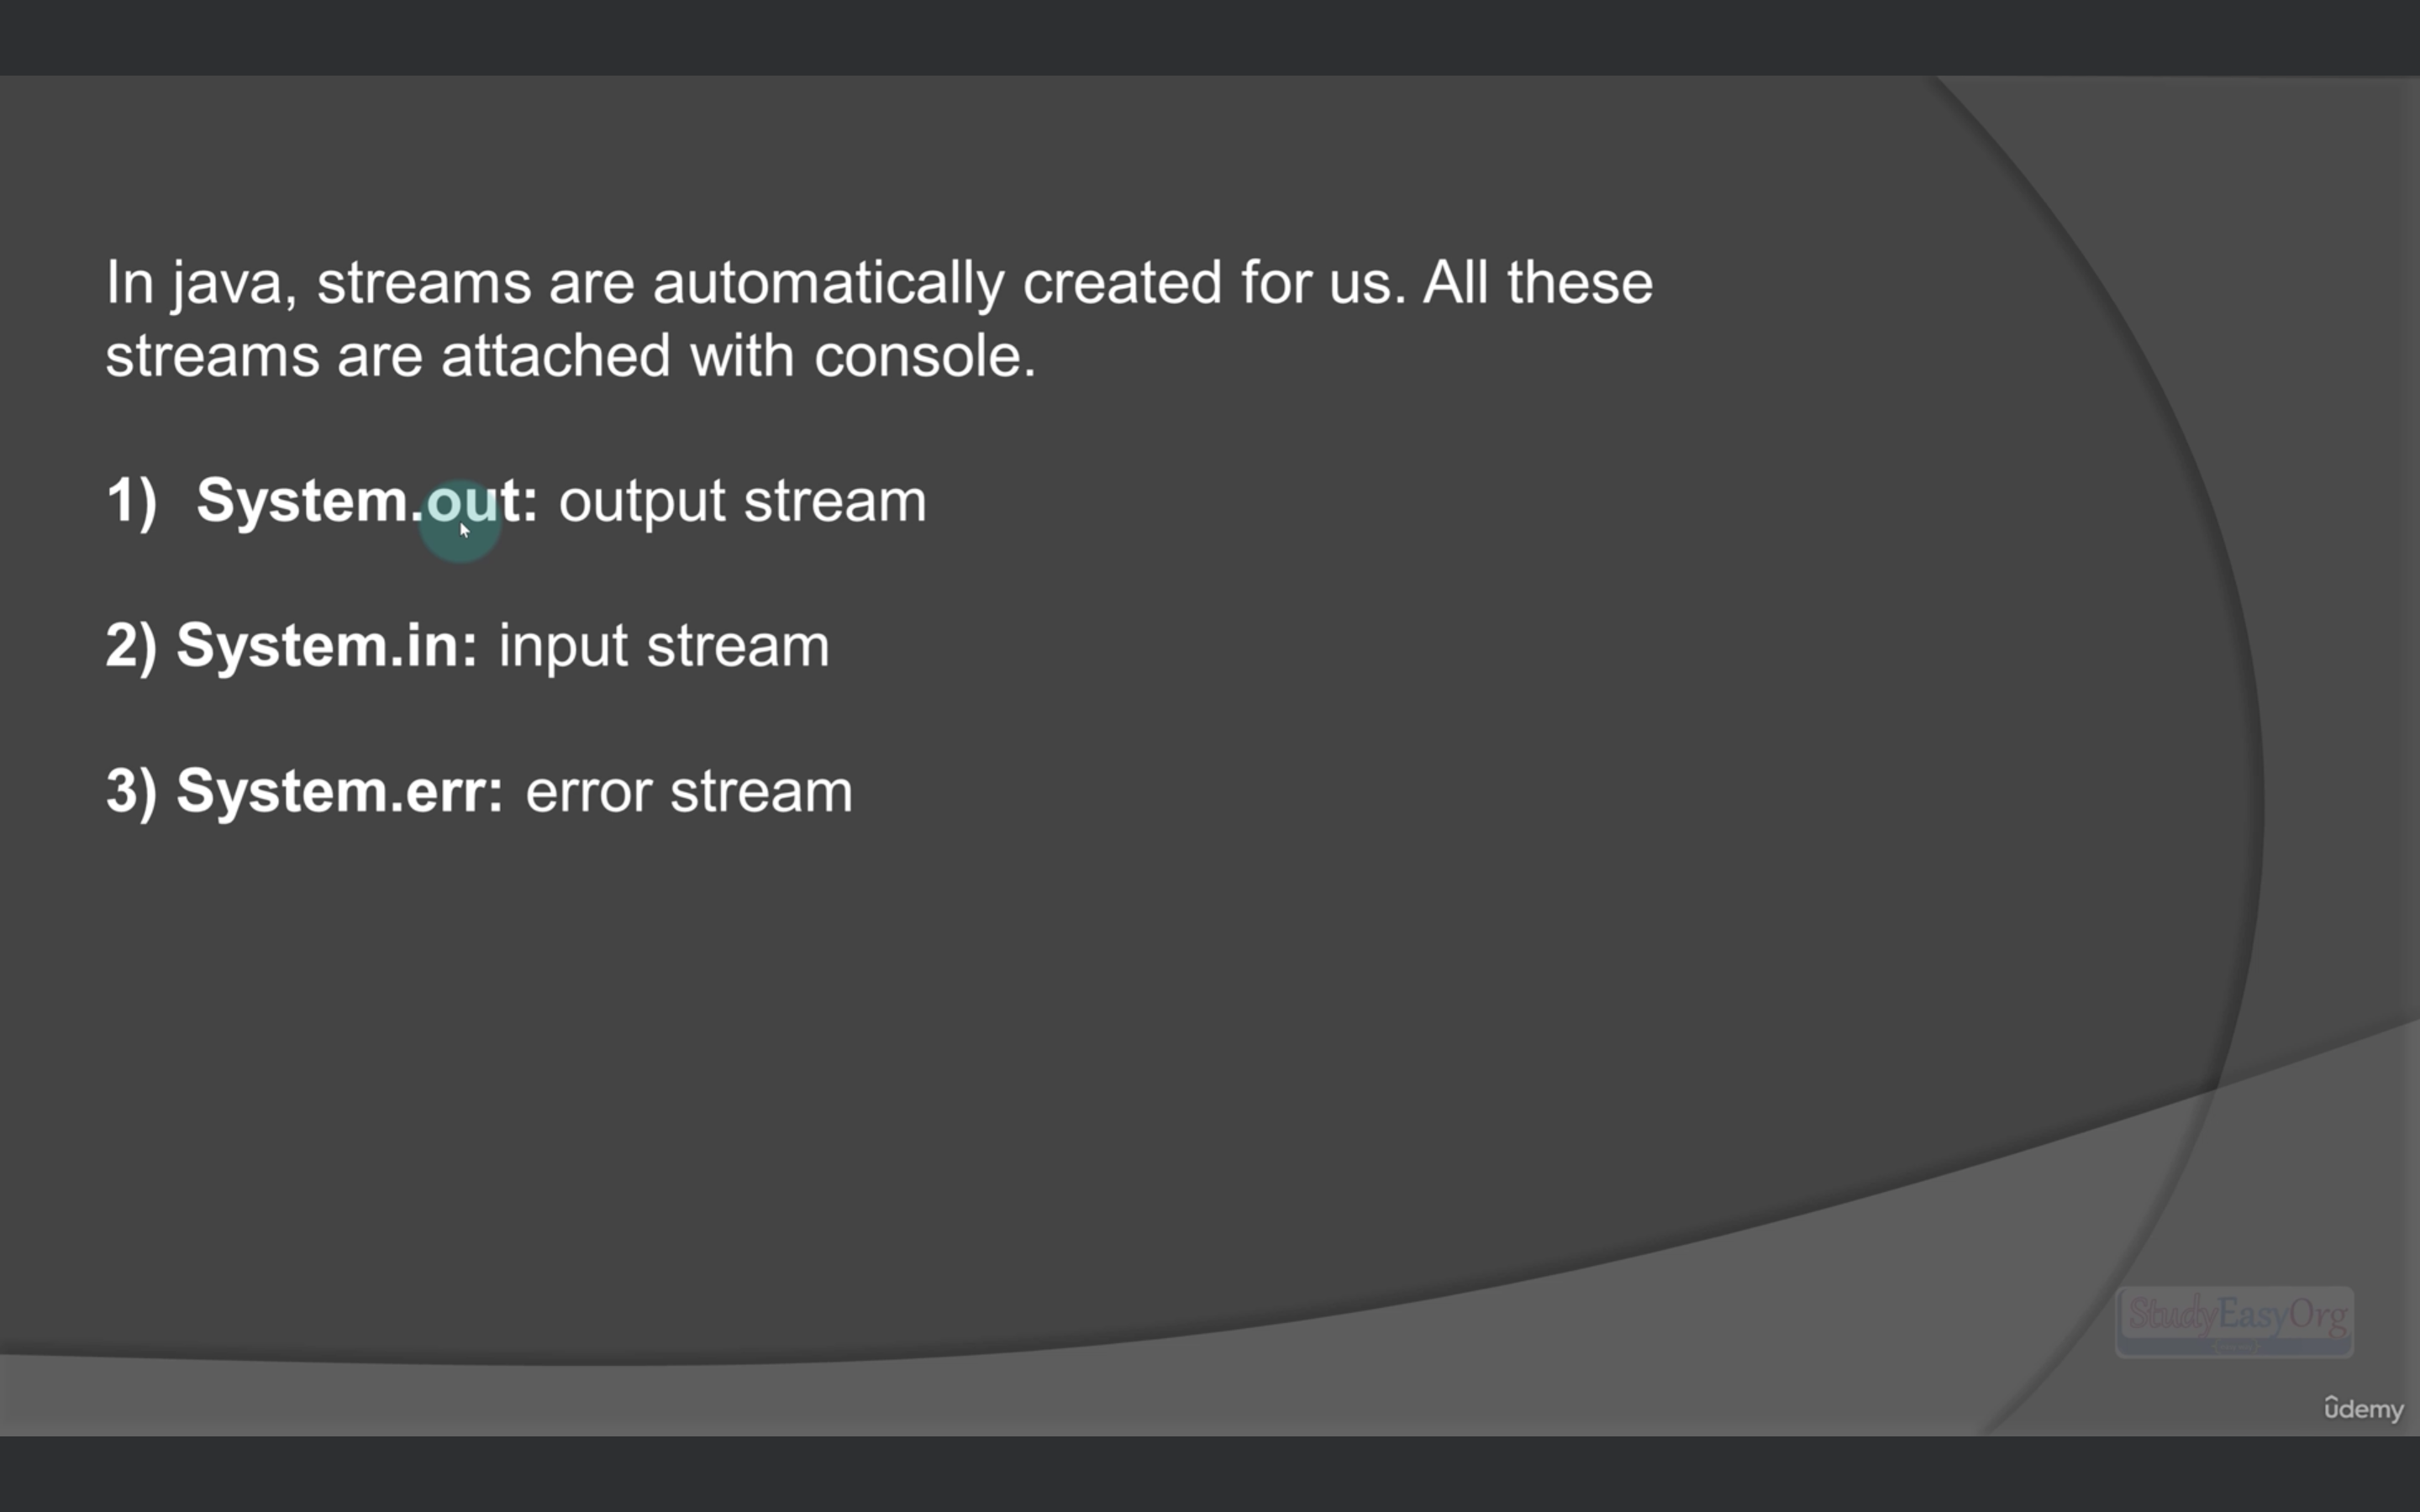 In java, streams are automatically created for us. All these
streams are attached with console.
1) System.out: output stream
2) System.in: input stream
3) System.err: error stream
StudyEasyOrg
ûdemy